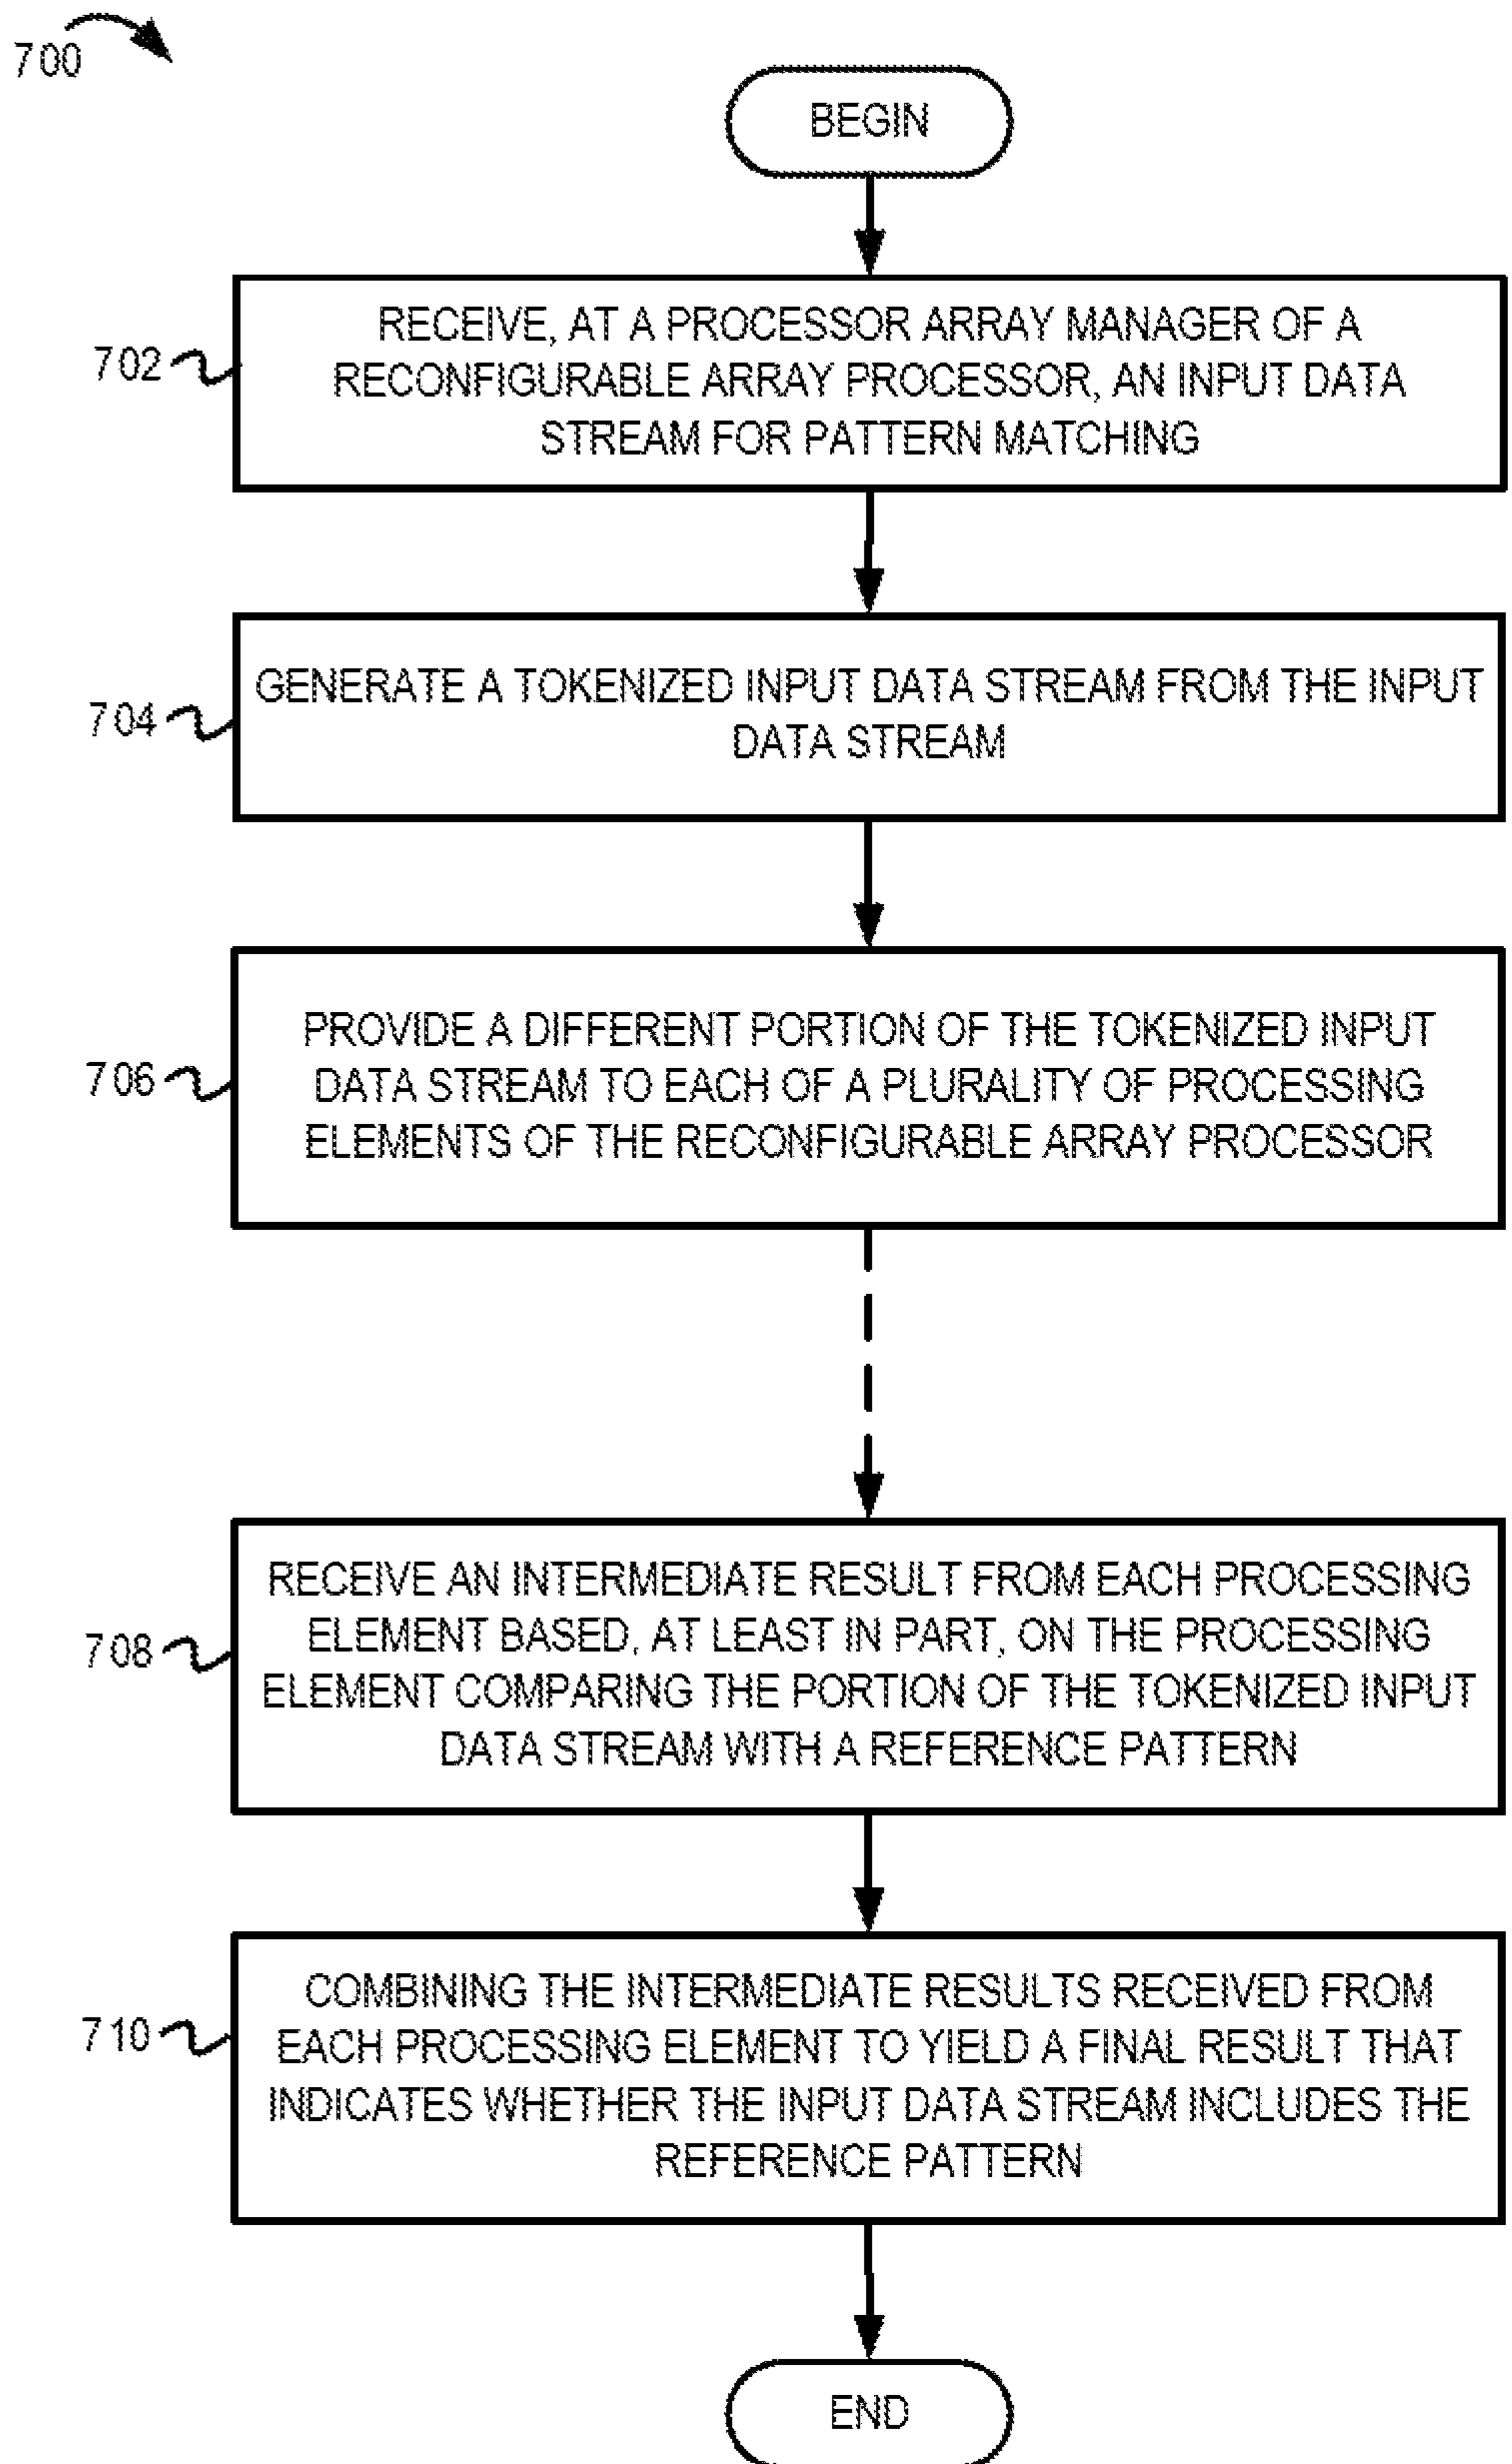 700
BEGIN
702
RECEIVE, AT A PROCESSOR ARRAY MANAGER OF A
RECONFIGURABLE ARRAY PROCESSOR, AN INPUT DATA
STREAM FOR PATTERN MATCHING
704
GENERATE A TOKENIZED INPUT DATA STREAM FROM THE INPUT
DATA STREAM
706
PROVIDE A DIFFERENT PORTION OF THE TOKENIZED INPUT
DATA STREAM TO EACH OF A PLURALITY OF PROCESSING
ELEMENTS OF THE RECONFIGURABLE ARRAY PROCESSOR
708
RECEIVE AN INTERMEDIATE RESULT FROM EACH PROCESSING
ELEMENT BASED, AT LEAST IN PART, ON THE PROCESSING
ELEMENT COMPARING THE PORTION OF THE TOKENIZED INPUT
DATA STREAM WITH A REFERENCE PATTERN
710
COMBINING THE INTERMEDIATE RESULTS RECEIVED FROM
EACH PROCESSING ELEMENT TO YIELD A FINAL RESULT THAT
INDICATES WHETHER THE INPUT DATA STREAM INCLUDES THE
REFERENCE PATTERN
END